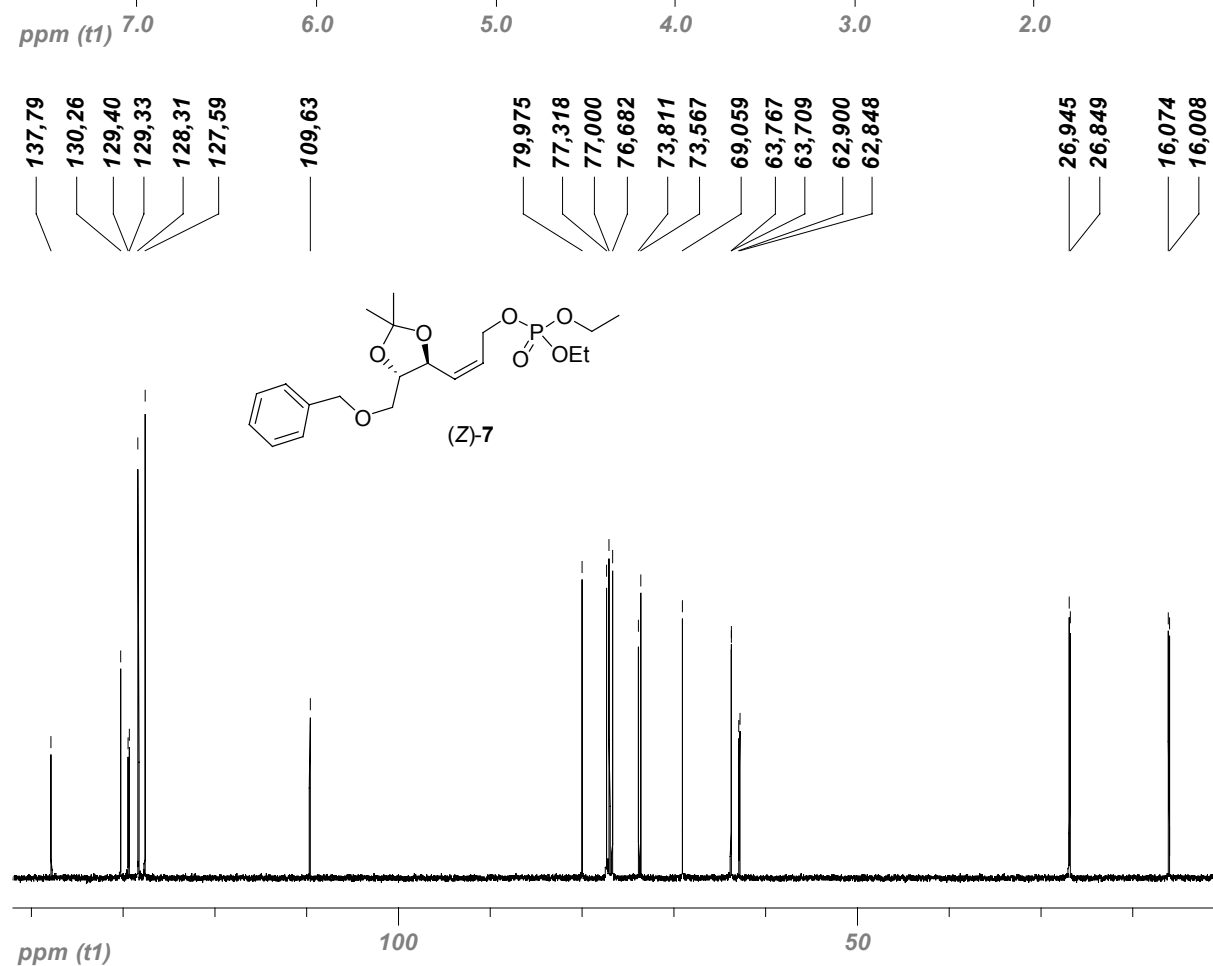 7.0 6.0 5.0 4.0 3.0 2.0
ppm (t1)
137,79
130,26
129,40
129,33
128,31
127,59
109,63
79,975
77,318
77,000
76,682
73,811
73,567
69,059
63,767
63,709
62,900
62,848
26,945
26,849
16,074
16,008
O
O
O
P
O
O
OEt
O
(Z)-7
100 50
ppm (t1)